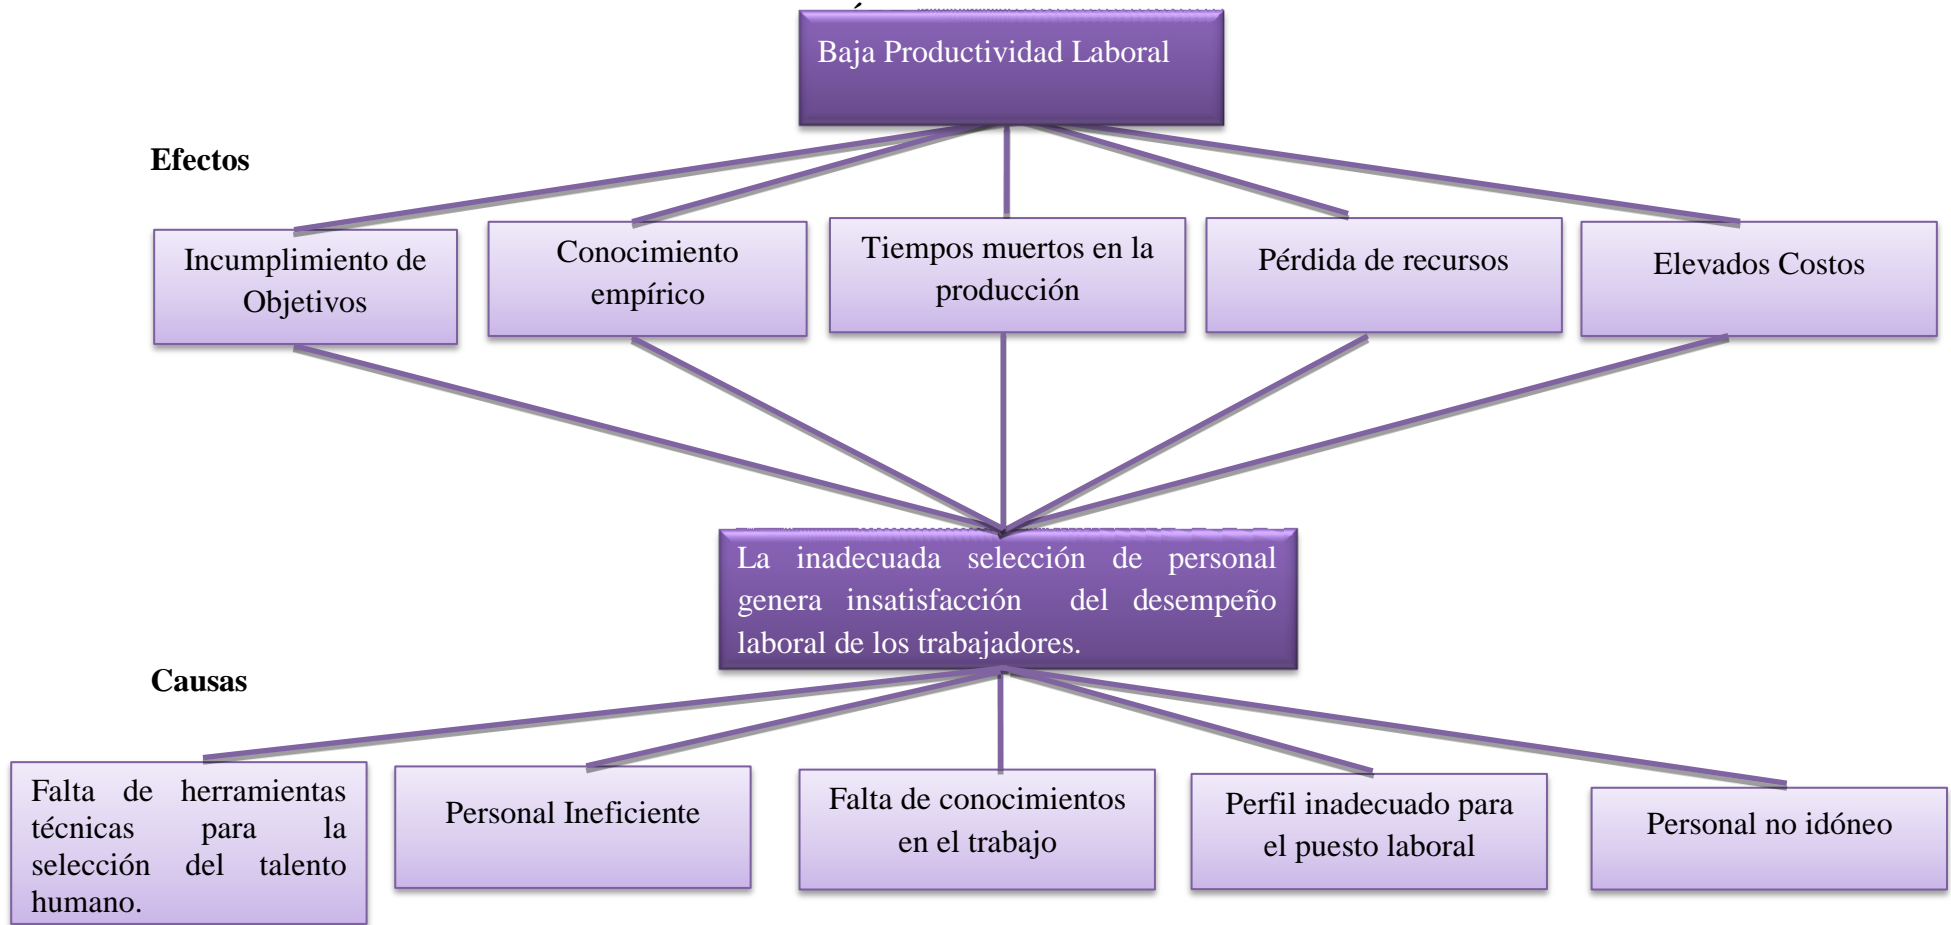 Baja Productividad Laboral
Efectos
Incumplimiento de
Objetivos
Conocimiento
empírico
Tiempos muertos en la
producción
Pérdida de recursos
Elevados Costos
La inadecuada selección de personal
genera insatisfacción del desempeño
laboral de los trabajadores.
Causas
Falta de herramientas
técnicas para la
selección del talento
humano.
Personal Ineficiente
Falta de conocimientos
en el trabajo
Perfil inadecuado para
el puesto laboral
Personal no idóneo